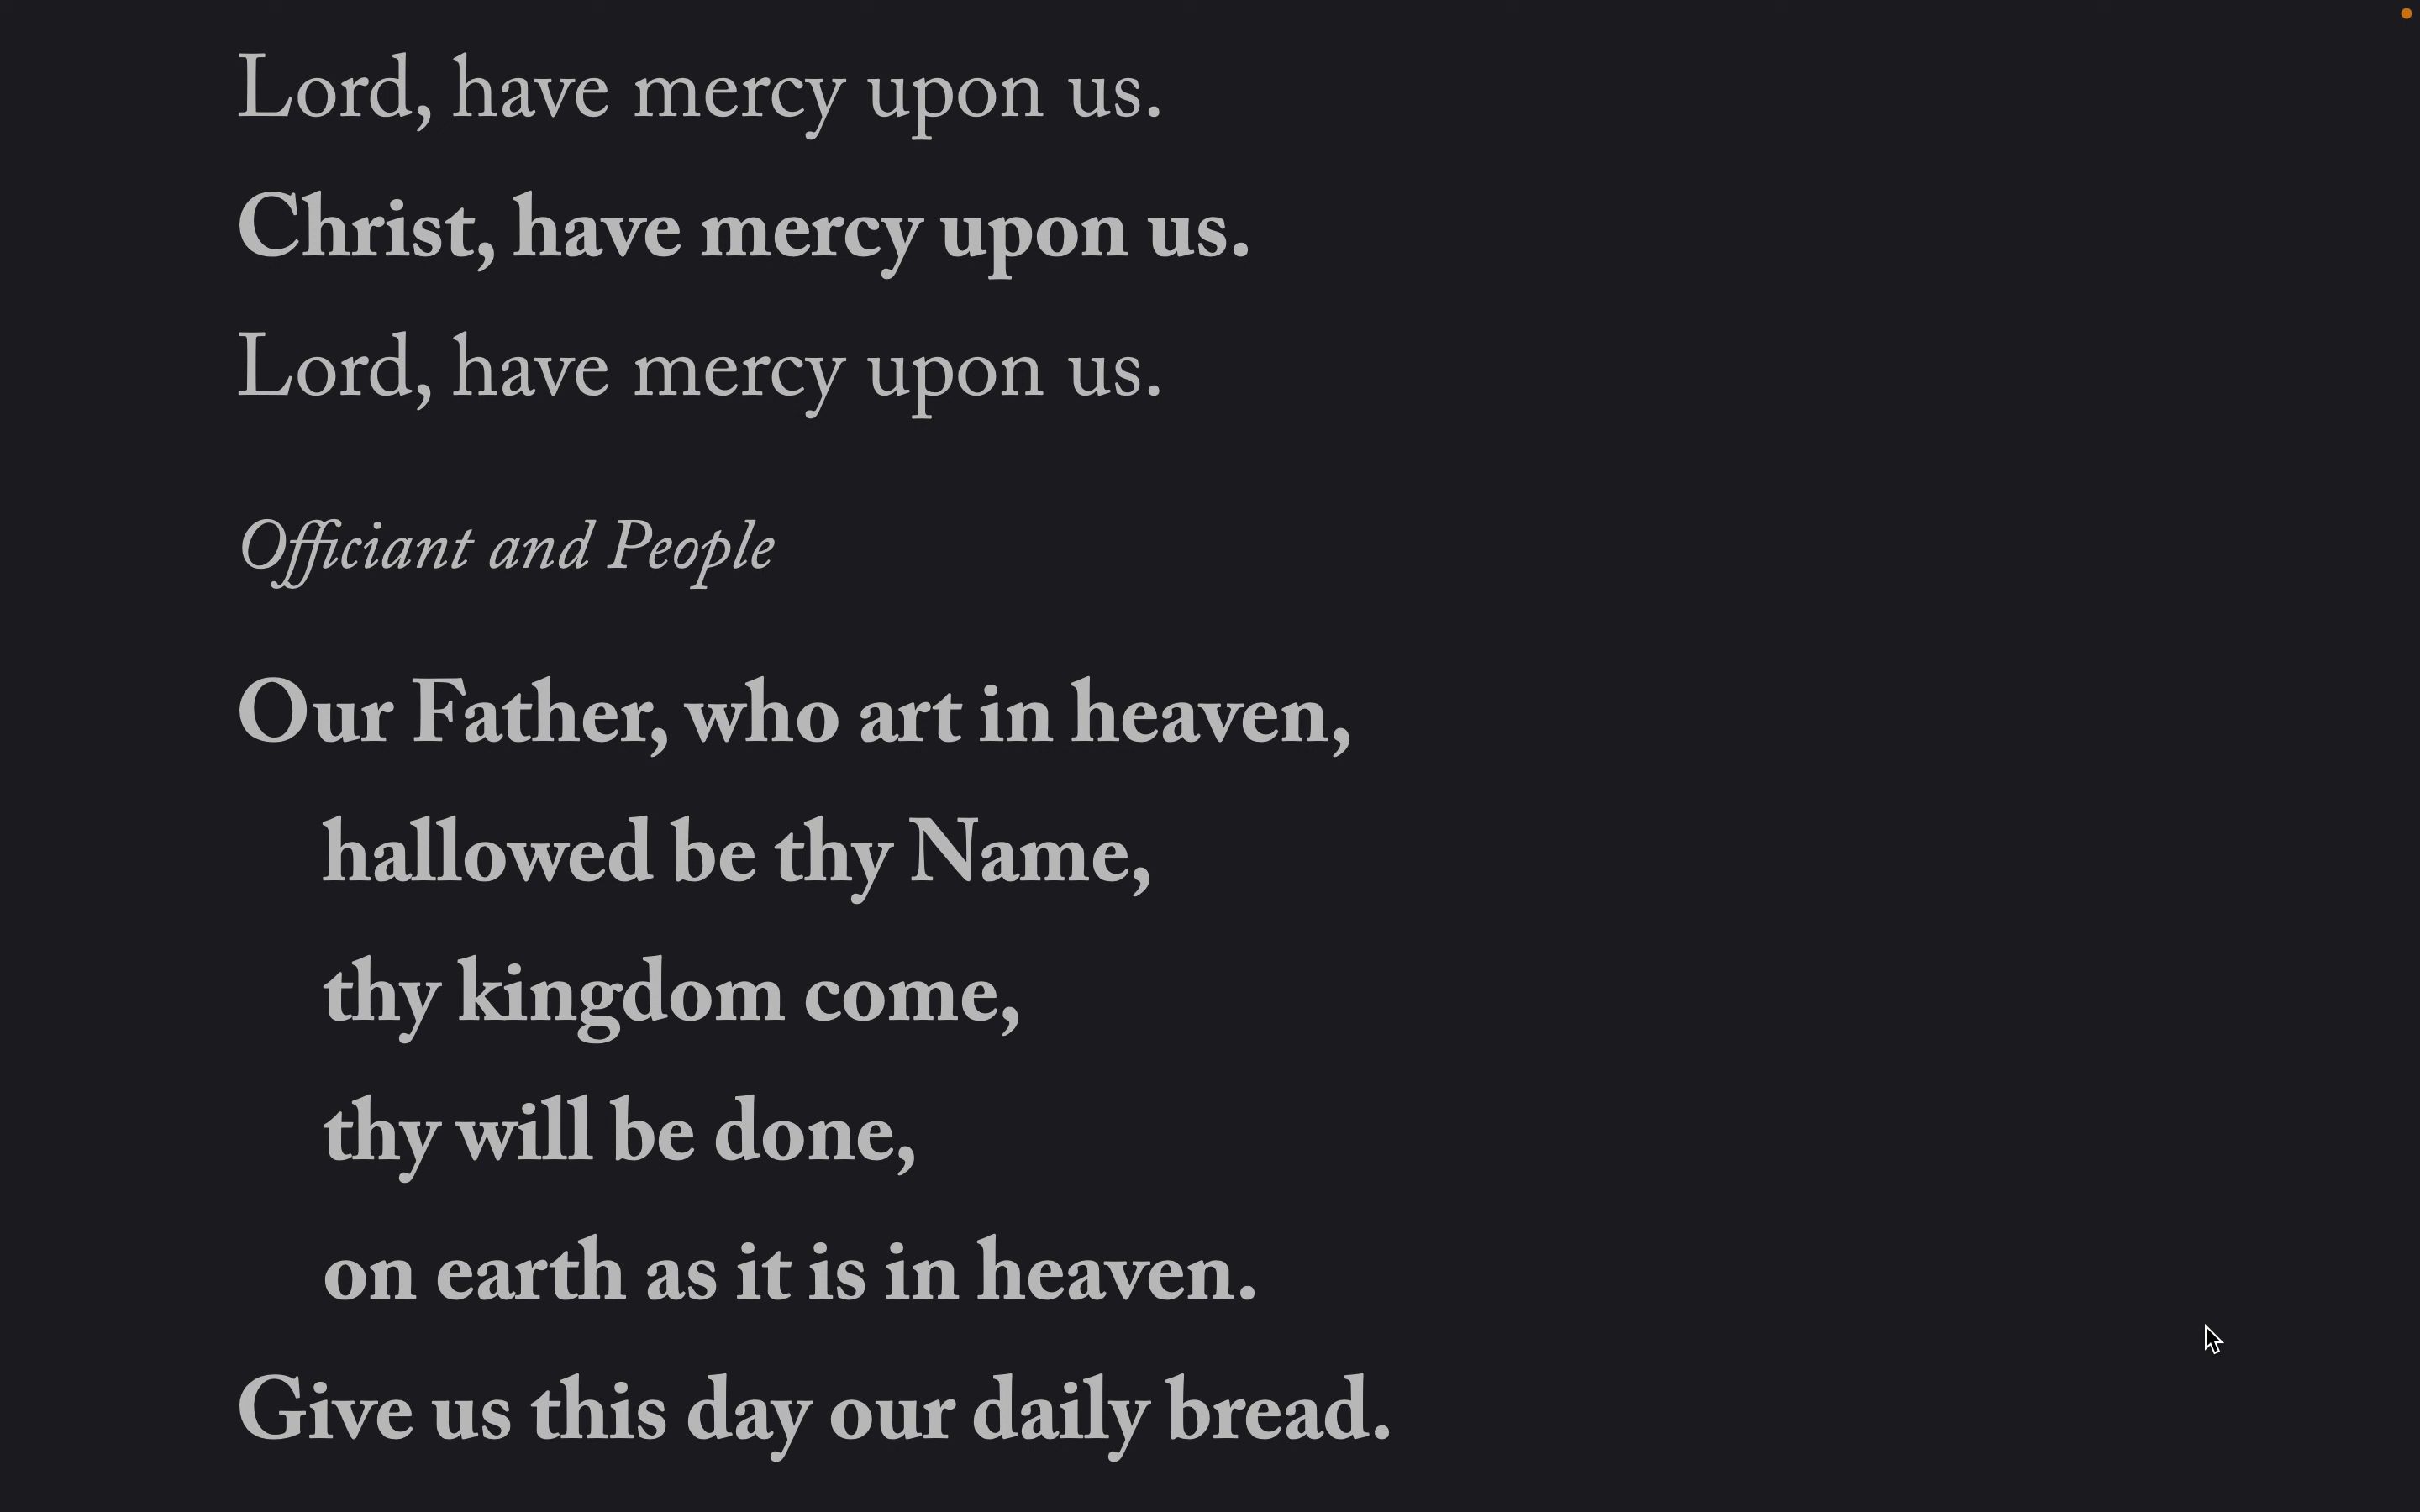 Lord, have mercy upon us.
Christ, have mercy upon us.
Lord, have mercy upon us.
Officiant and People
Our Father, who art in heaven,
hallowed be thy Name,
thy kingdom come,
thy will be done,
on earth as it is in heaven.
Give us this day our daily bread.